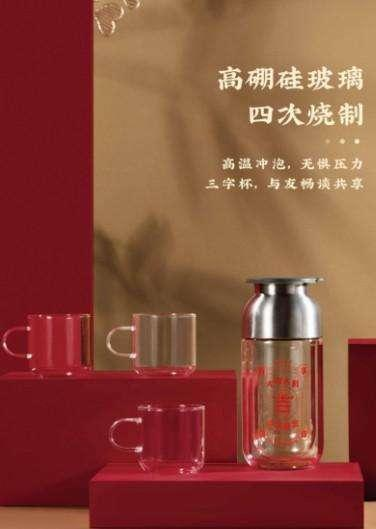 高硼硅玻璃
四次烧制
高温冲泡，无惧压力
三字杯，与友畅谈共享
吉